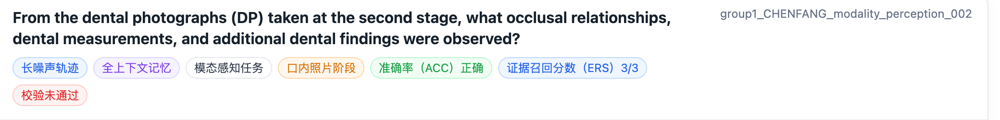 From the dental photographs (DP) taken at the second stage, what occlusal relationships,
dental measurements, and additional dental findings were observed?
group1_CHENFANG_modality_perception_002
长噪声轨迹 全上下文记忆 模态感知任务 口内照片阶段 准确率（ACC）正确 证据召回分数（ERS）3/3
校验未通过